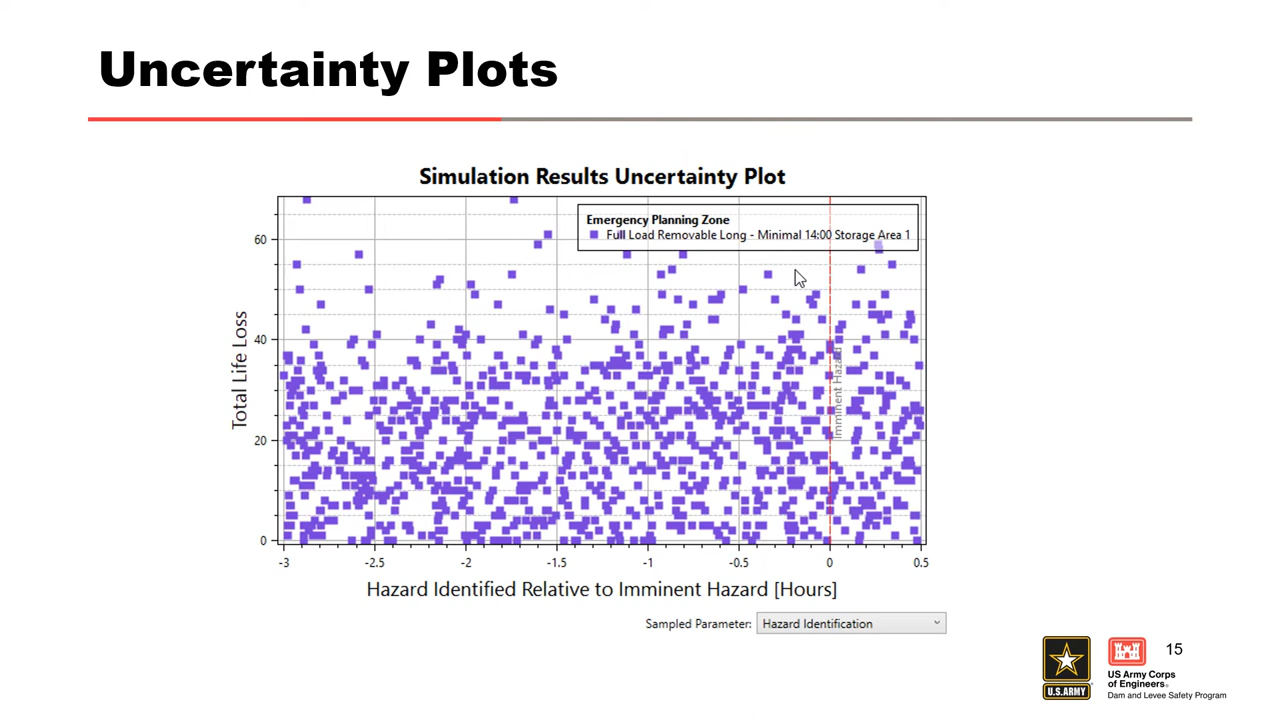 Uncertainty Plots
Simulation Results Uncertainty Plot
Emergency Planning Zone
Full Load Removable Long - Minimal 14:00 Storage Area 1
60
40
20
0
Total Life Loss
Imminent Hazard
-3 -2.5 -2 -1.5 -1 -0.5 0 0.5
Hazard Identified Relative to Imminent Hazard [Hours]
Sampled Parameter: Hazard Identification
U.S.ARMY
US Army Corps
of Engineers®
Dam and Levee Safety Program
15